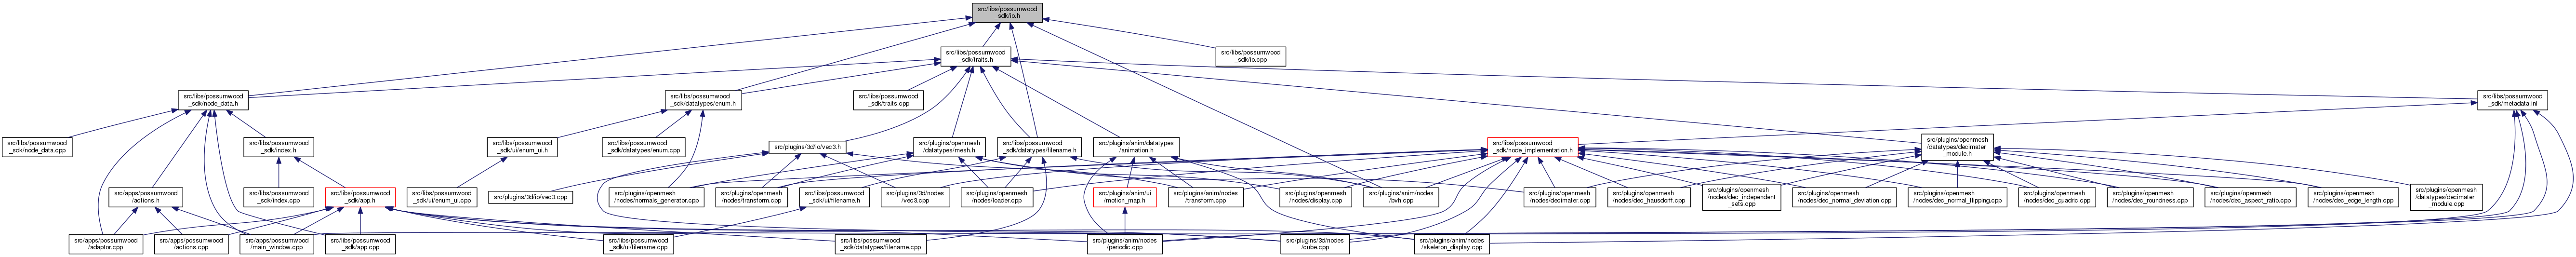 src/libs/possumwood
_sdk/io.h
src/libs/possumwood
_sdk/traits.h
src/libs/possumwood
_sdk/io.cpp
src/libs/possumwood
_sdk/node_data.h
src/libs/possumwood
_sdk/datatypes/enum.h
src/libs/possumwood
_sdk/traits.cpp
src/libs/possumwood
_sdk/metadata.inl
src/libs/possumwood
_sdk/node_data.cpp
src/libs/possumwood
_sdk/index.h
src/libs/possumwood
_sdk/ui/enum_ui.h
src/libs/possumwood
_sdk/datatypes/enum.cpp
src/plugins/3d/io/vec3.h
src/plugins/openmesh
/datatypes/mesh.h
src/libs/possumwood
_sdk/datatypes/filename.h
src/plugins/anim/datatypes
/animation.h
src/libs/possumwood
_sdk/node_implementation.h
src/plugins/openmesh
/datatypes/decimater
_module.h
src/apps/possumwood
/actions.h
src/libs/possumwood
_sdk/index.cpp
src/libs/possumwood
_sdk/app.h
src/libs/possumwood
_sdk/ui/enum_ui.cpp
src/plugins/3d/io/vec3.cpp
src/plugins/openmesh
/nodes/normals_generator.cpp
src/plugins/openmesh
/nodes/transform.cpp
src/libs/possumwood
_sdk/ui/filename.h
src/plugins/3d/nodes
/vec3.cpp
src/plugins/openmesh
/nodes/loader.cpp
src/plugins/anim/ui
/motion_map.h
src/plugins/anim/nodes
/transform.cpp
src/plugins/openmesh
/nodes/display.cpp
src/plugins/anim/nodes
/bvh.cpp
src/plugins/openmesh
/nodes/decimater.cpp
src/plugins/openmesh
/nodes/dec_hausdorff.cpp
src/plugins/openmesh
/nodes/dec_independent
_sets.cpp
src/plugins/openmesh
/nodes/dec_normal_deviation.cpp
src/plugins/openmesh
/nodes/dec_normal_flipping.cpp
src/plugins/openmesh
/nodes/dec_quadric.cpp
src/plugins/openmesh
/nodes/dec_roundness.cpp
src/plugins/openmesh
/nodes/dec_aspect_ratio.cpp
src/plugins/openmesh
/nodes/dec_edge_length.cpp
src/plugins/openmesh
/datatypes/decimater
_module.cpp
src/apps/possumwood
/adaptor.cpp
src/apps/possumwood
/actions.cpp
src/apps/possumwood
/main_window.cpp
src/libs/possumwood
_sdk/app.cpp
src/libs/possumwood
_sdk/ui/filename.cpp
src/libs/possumwood
_sdk/datatypes/filename.cpp
src/plugins/anim/nodes
/periodic.cpp
src/plugins/3d/nodes
/cube.cpp
src/plugins/anim/nodes
/skeleton_display.cpp